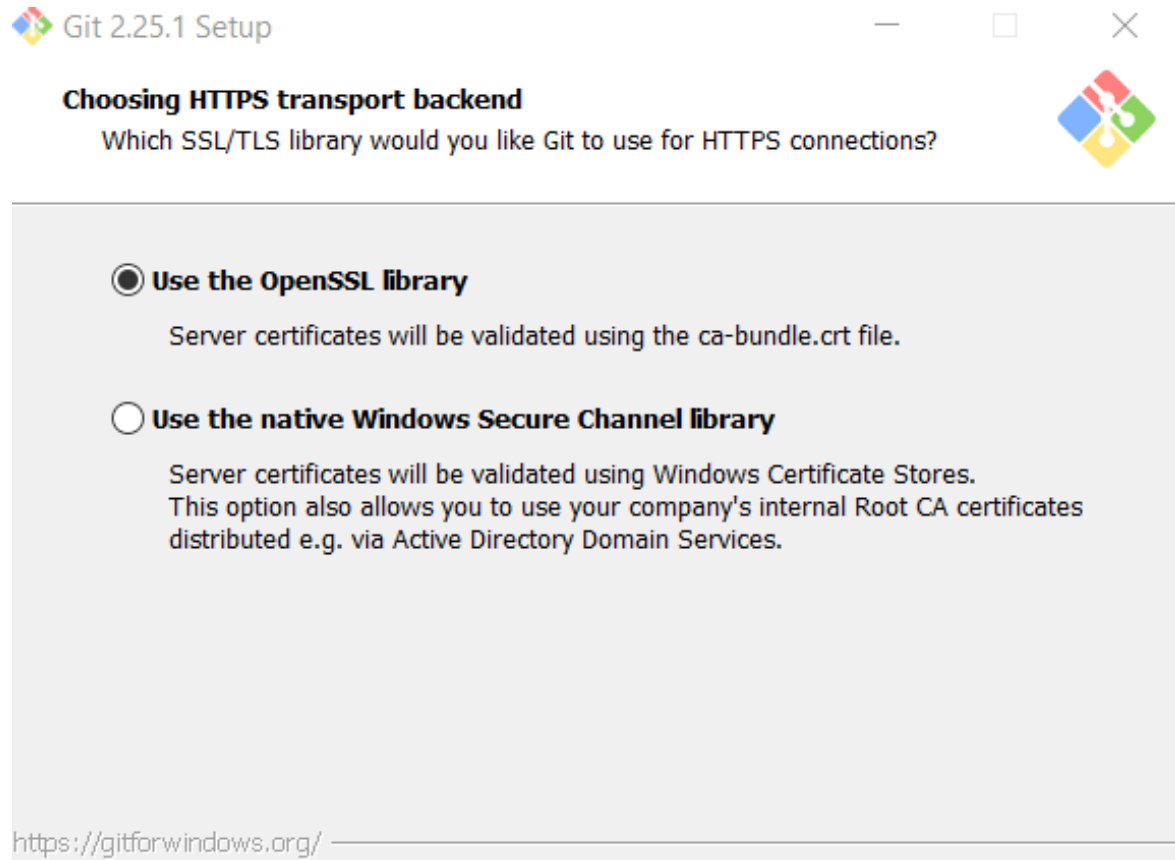 Git 2.25.1 Setup
Choosing HTTPS transport backend
Which SSL/TLS library would you like Git to use for HTTPS connections?
Use the OpenSSL library
Server certificates will be validated using the ca-bundle.crt file.
Use the native Windows Secure Channel library
Server certificates will be validated using Windows Certificate Stores.
This option also allows you to use your company's internal Root CA certificates
distributed e.g. via Active Directory Domain Services.
https://gitforwindows.org/